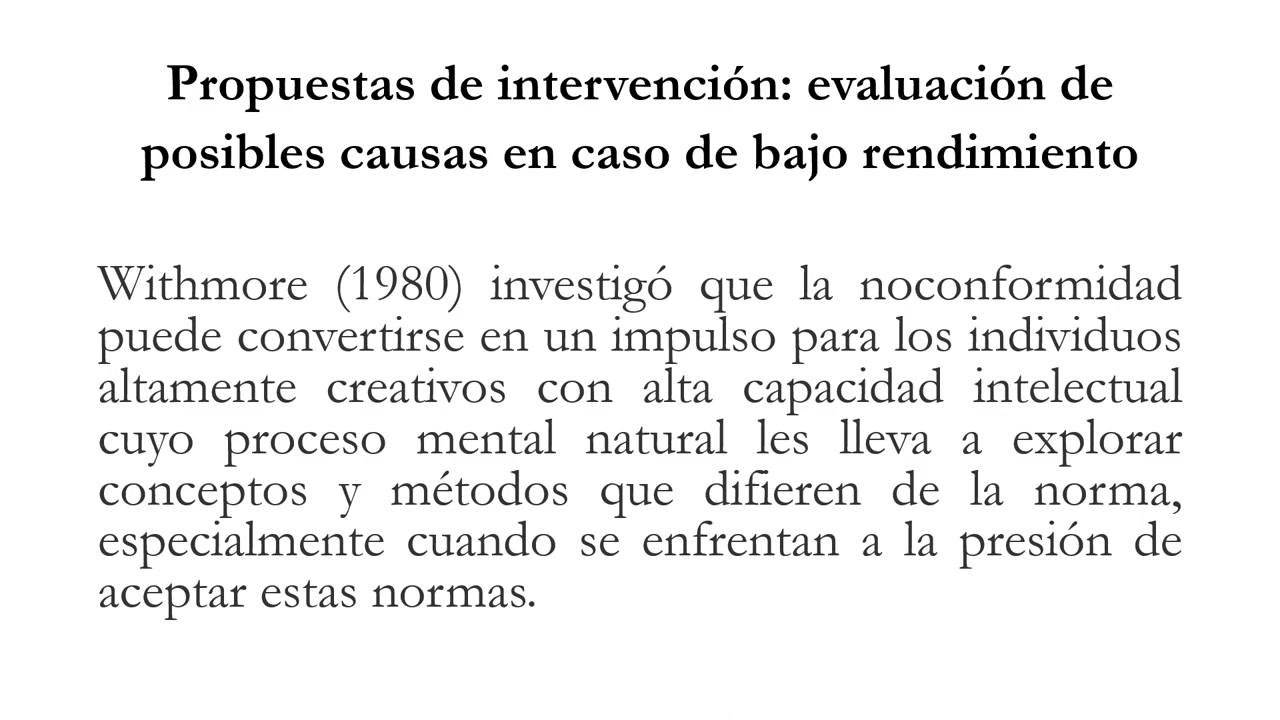 Propuestas de intervención: evaluación de
posibles causas en caso de bajo rendimiento
Withmore (1980) investigó que la noconformidad
puede convertirse en un impulso para los individuos
altamente creativos con alta capacidad intelectual
cuyo proceso mental natural les lleva a explorar
conceptos y métodos que difieren de la norma,
especialmente cuando se enfrentan a la presión de
aceptar estas normas.